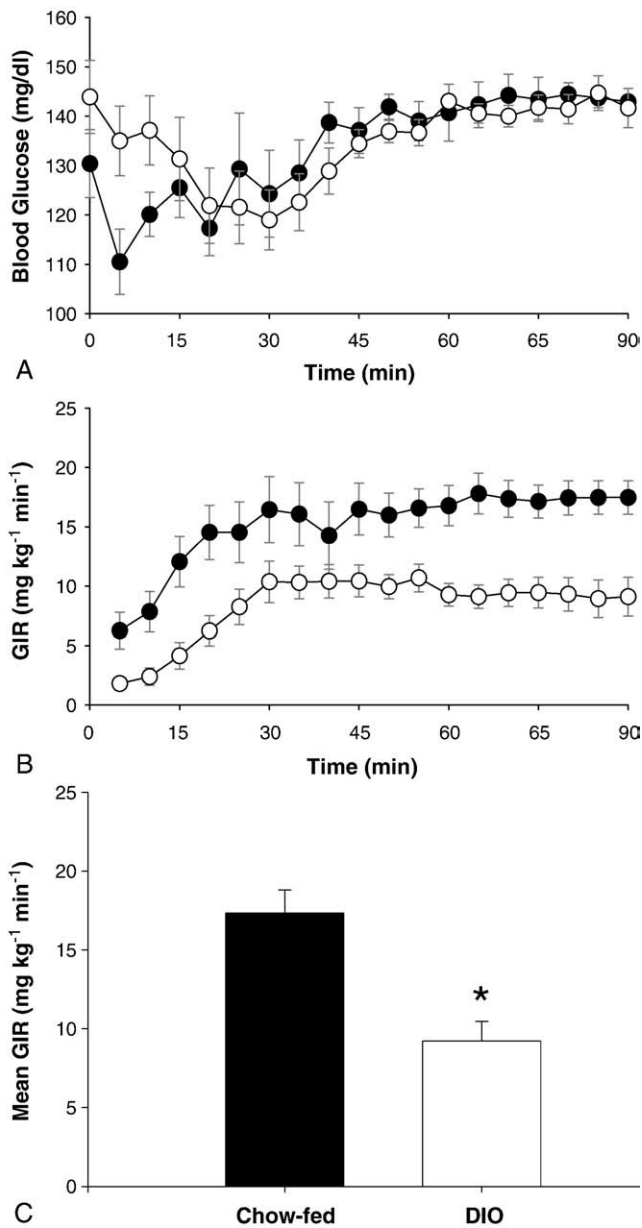 160
150
140
130
120
110
100
Blood Glucose (mg/dl)
0 15 30 45 60 65 90
Time (min)
A
25
20
15
10
5
0
GIR (mg kg⁻¹ min⁻¹)
0 15 30 45 60 65 90
Time (min)
B
25
20
15
10
5
0
Mean GIR (mg kg⁻¹ min⁻¹)
*
Chow-fed DIO
C